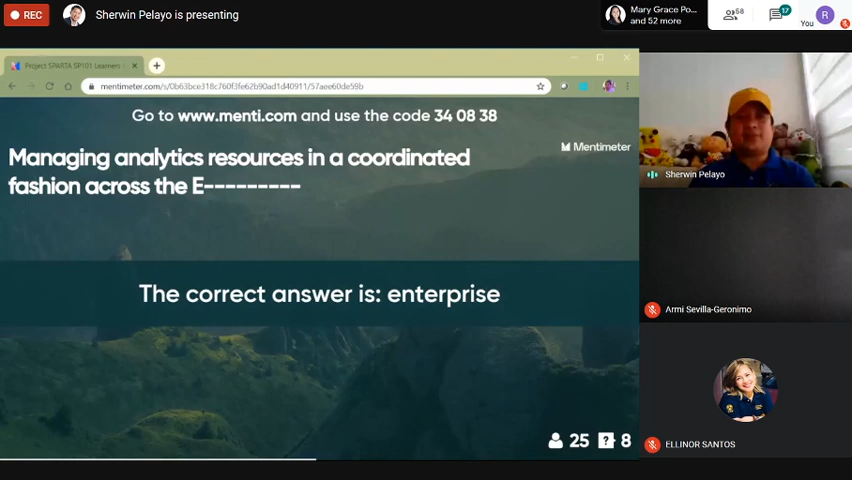 REC
Sherwin Pelayo is presenting
Mary Grace Po...
and 52 more
58
17
You
R
Project SPARTA SP101 Learners
mentimeter.com/s/0b63bce318c760f3fe62b90ad1d40911/57aee60de59b
Go to www.menti.com and use the code 34 08 38
Mentimeter
Managing analytics resources in a coordinated
fashion across the E---------
The correct answer is: enterprise
25
8
Sherwin Pelayo
Armi Sevilla-Geronimo
ELLINOR SANTOS